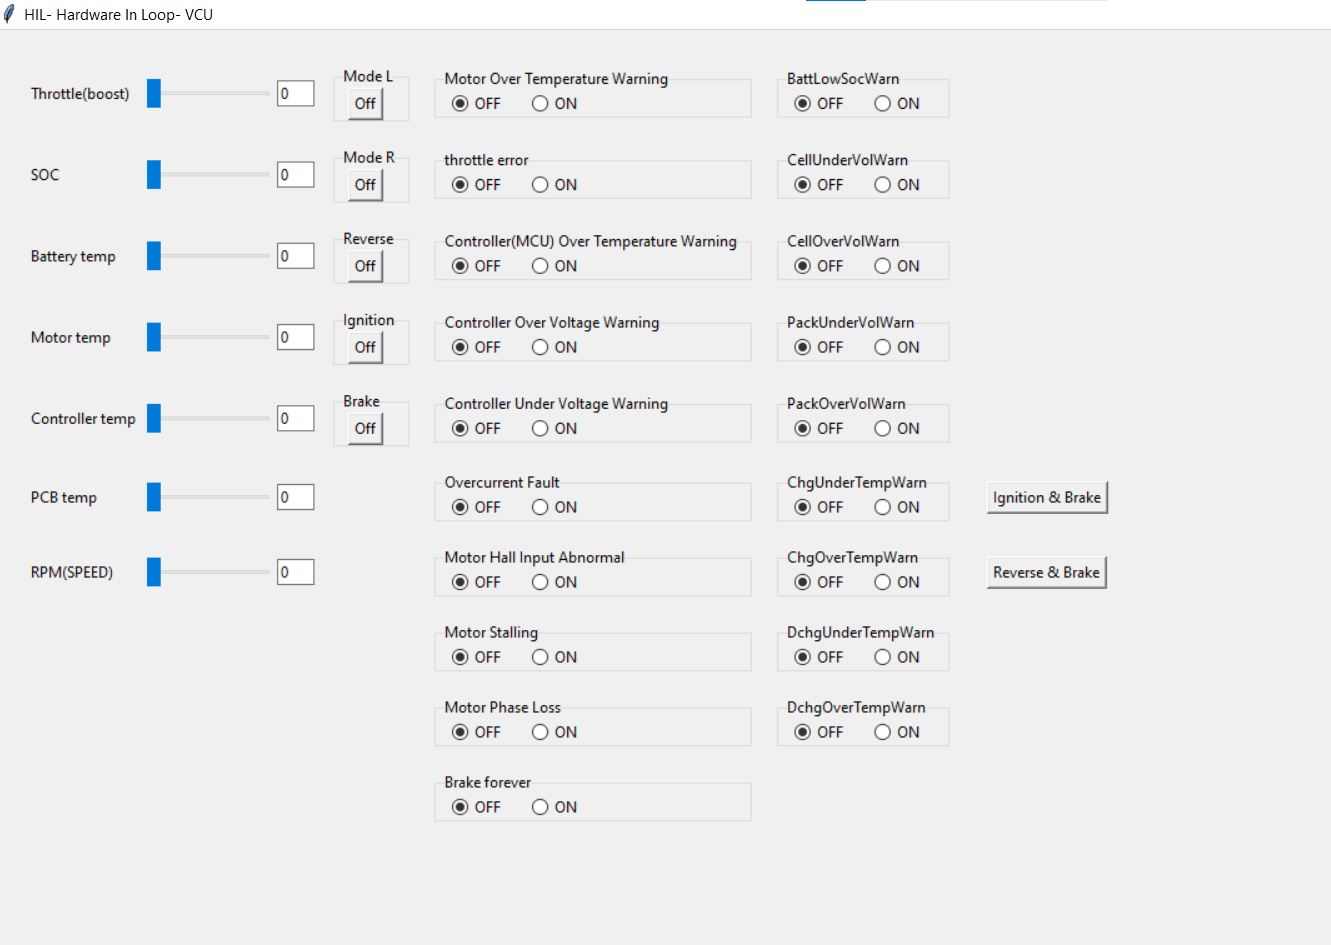 HIL- Hardware In Loop- VCU
Throttle(boost)
0
Mode L
Off
Motor Over Temperature Warning
OFF ON
BattLowSocWarn
OFF ON
SOC
0
Mode R
Off
throttle error
OFF ON
CellUnderVolWarn
OFF ON
Battery temp
0
Reverse
Off
Controller(MCU) Over Temperature Warning
OFF ON
CellOverVolWarn
OFF ON
Motor temp
0
Ignition
Off
Controller Over Voltage Warning
OFF ON
PackUnderVolWarn
OFF ON
Controller temp
0
Brake
Off
Controller Under Voltage Warning
OFF ON
PackOverVolWarn
OFF ON
PCB temp
0
Overcurrent Fault
OFF ON
ChgUnderTempWarn
OFF ON
Ignition & Brake
RPM(SPEED)
0
Motor Hall Input Abnormal
OFF ON
ChgOverTempWarn
OFF ON
Reverse & Brake
Motor Stalling
OFF ON
DchgUnderTempWarn
OFF ON
Motor Phase Loss
OFF ON
DchgOverTempWarn
OFF ON
Brake forever
OFF ON